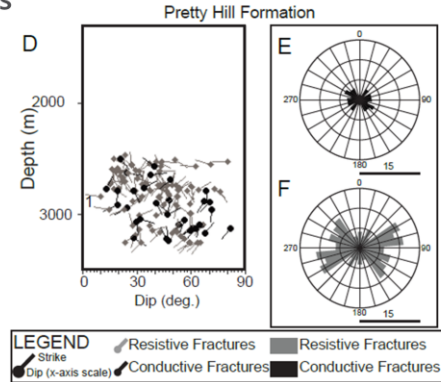 s
Pretty Hill Formation
D
2000
3000
Depth (m)
1
0
30
60
90
Dip (deg.)
E
0
270
90
180
15
F
0
270
90
180
15
LEGEND
Strike
Dip (x-axis scale)
Resistive Fractures
Conductive Fractures
Resistive Fractures
Conductive Fractures